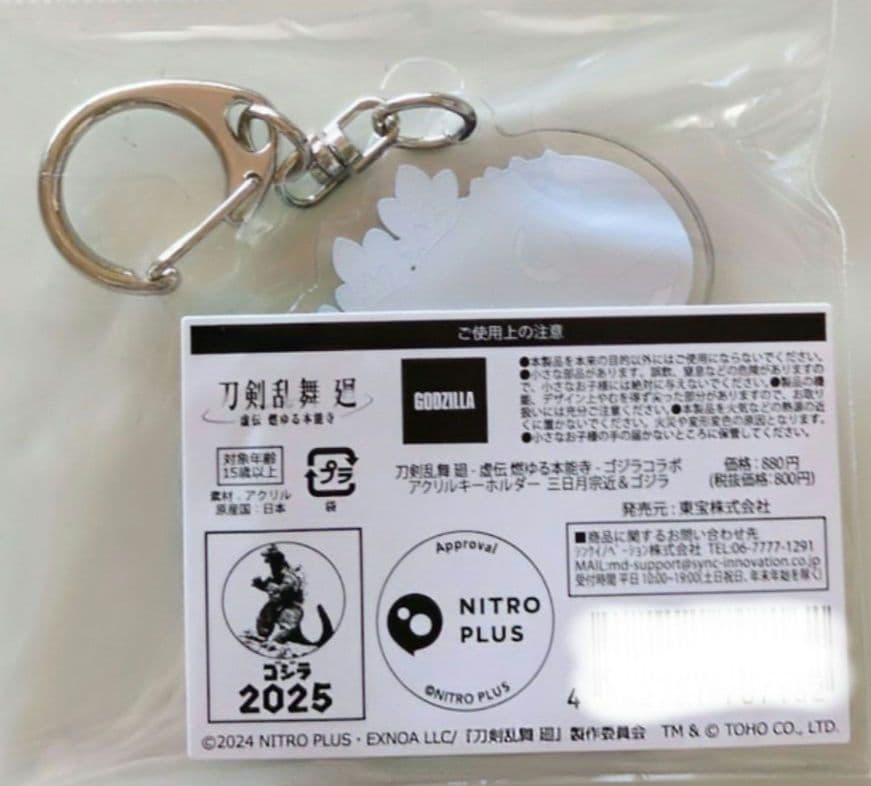 ご使用上の注意
刀剣乱舞 廻
虚伝 燃ゆる本能寺
GODZILLA
●本製品を本来の目的以外にはご使用にならないでください。
●小さな部品があります。誤飲、窒息などの危険がありますの
で、小さなお子様には絶対に与えないでください。●製品の機
能、デザイン上やむを得ず尖った部分がありますので、お取り
扱いには充分ご注意ください。●本製品を火気などの熱源の近
くに置かないでください。火災や変形変色の原因となります。
●小さなお子様の手の届かないところに保管してください。
対象年齢
15歳以上
プラ
袋
素材：アクリル
原産国：日本
刀剣乱舞 廻 - 虚伝 燃ゆる本能寺 - ゴジラコラボ
アクリルキーホルダー 三日月宗近＆ゴジラ
価格：880円
(税抜価格：800円)
発売元：東宝株式会社
■商品に関するお問い合わせ先
シンクイノベーション株式会社 TEL:06-7777-1291
MAIL:md-support@sync-innovation.co.jp
受付時間 平日 10:00~19:00(土日祝日、年末年始を除く)
ゴジラ
2025
Approval
NITRO
PLUS
©NITRO PLUS
4
©2024 NITRO PLUS・EXNOA LLC/『刀剣乱舞 廻』製作委員会 TM & © TOHO CO., LTD.